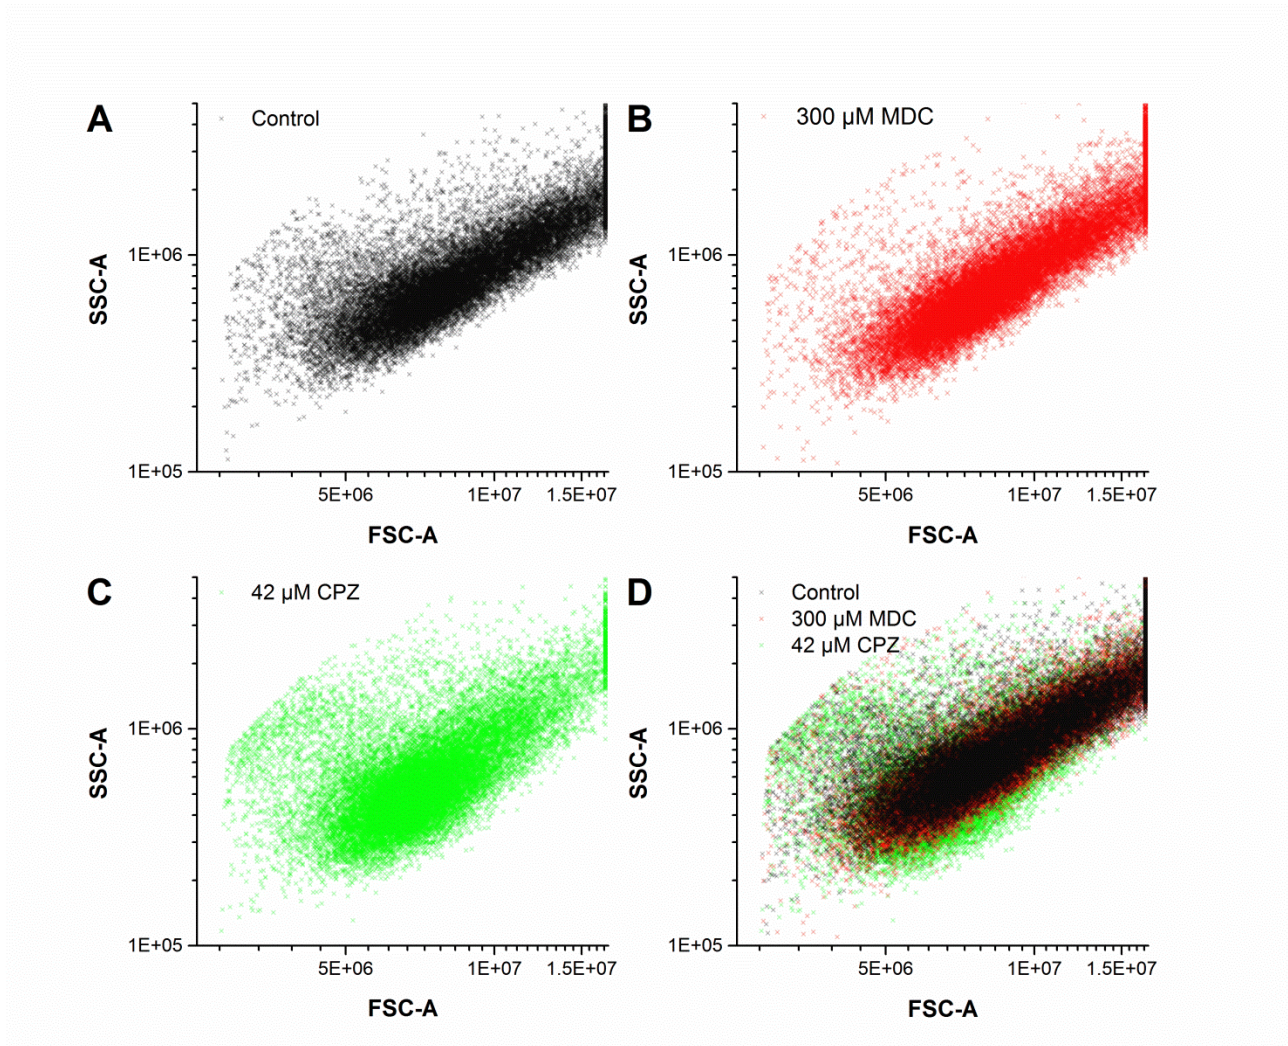 A
Control
SSC-A
1E+06
1E+05
5E+06 1E+07 1.5E+07
FSC-A
B
300 µM MDC
SSC-A
1E+06
1E+05
5E+06 1E+07 1.5E+07
FSC-A
C
42 µM CPZ
SSC-A
1E+06
1E+05
5E+06 1E+07 1.5E+07
FSC-A
D
Control
300 µM MDC
42 µM CPZ
SSC-A
1E+06
1E+05
5E+06 1E+07 1.5E+07
FSC-A